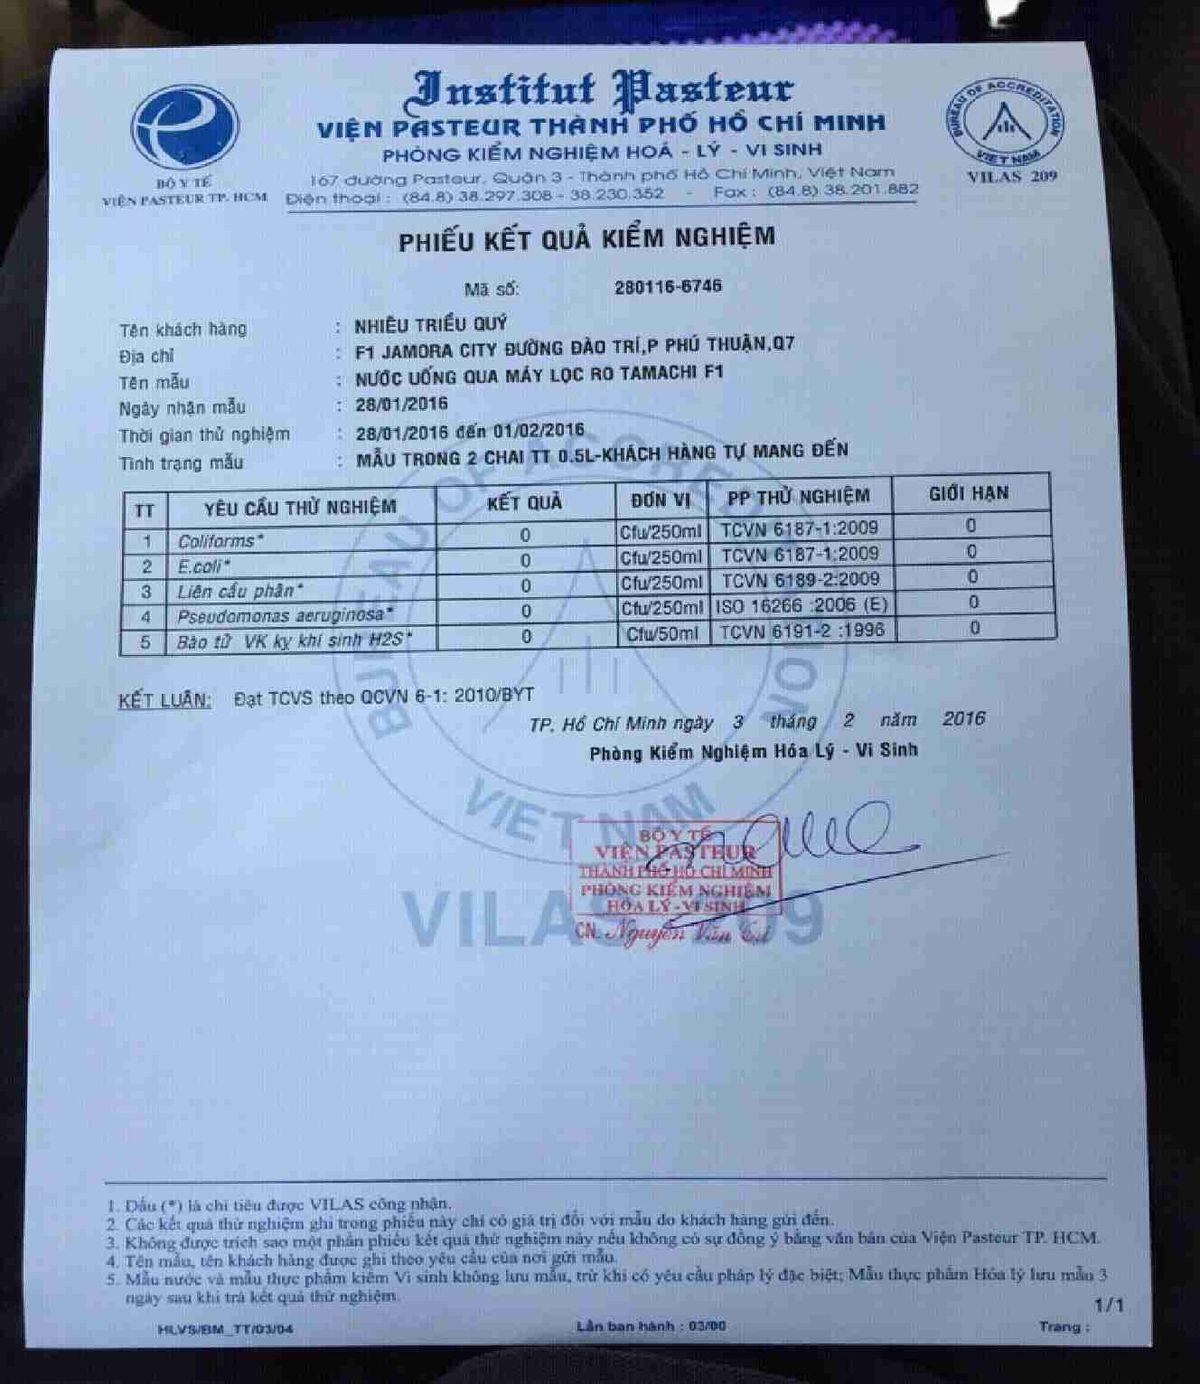 Institut Pasteur
VIỆN PASTEUR THÀNH PHỐ HỒ CHÍ MINH
PHÒNG KIỂM NGHIỆM HOÁ - LÝ - VI SINH
167 đường Pasteur, Quận 3 - Thành phố Hồ Chí Minh, Việt Nam
Điện thoại : (84.8) 38.297.308 - 38.230.352 - Fax : (84.8) 38.201.882
BỘ Y TẾ
VIỆN PASTEUR TP. HCM
BUREAU OF ACCREDITATION
VIET NAM
VILAS 209
PHIẾU KẾT QUẢ KIỂM NGHIỆM
Mã số: 280116-6746
Tên khách hàng : NHIÊU TRIỀU QUÝ
Địa chỉ : F1 JAMORA CITY ĐƯỜNG ĐÀO TRÍ,P PHÚ THUẬN,Q7
Tên mẫu : NƯỚC UỐNG QUA MÁY LỌC RO TAMACHI F1
Ngày nhận mẫu : 28/01/2016
Thời gian thử nghiệm : 28/01/2016 đến 01/02/2016
Tình trạng mẫu : MẪU TRONG 2 CHAI TT 0.5L-KHÁCH HÀNG TỰ MANG ĐẾN
TT YÊU CẦU THỬ NGHIỆM KẾT QUẢ ĐƠN VỊ PP THỬ NGHIỆM GIỚI HẠN
1 Coliforms* 0 Cfu/250ml TCVN 6187-1:2009 0
2 E.coli* 0 Cfu/250ml TCVN 6187-1:2009 0
3 Liên cầu phân* 0 Cfu/250ml TCVN 6189-2:2009 0
4 Pseudomonas aeruginosa* 0 Cfu/250ml ISO 16266 :2006 (E) 0
5 Bào tử VK kỵ khí sinh H2S* 0 Cfu/50ml TCVN 6191-2 :1996 0
KẾT LUẬN: Đạt TCVS theo QCVN 6-1: 2010/BYT
TP. Hồ Chí Minh ngày 3 tháng 2 năm 2016
Phòng Kiểm Nghiệm Hóa Lý - Vi Sinh
BUREAU OF ACCREDITATION
VIET NAM
VILAS 209
BỘ Y TẾ
VIỆN PASTEUR
THÀNH PHỐ HỒ CHÍ MINH
PHÒNG KIỂM NGHIỆM
HÓA LÝ - VI SINH
CN. Nguyễn Văn
1. Dấu (*) là chỉ tiêu được VILAS công nhận.
2. Các kết quả thử nghiệm ghi trong phiếu này chỉ có giá trị đối với mẫu do khách hàng gửi đến.
3. Không được trích sao một phần phiếu kết quả thử nghiệm này nếu không có sự đồng ý bằng văn bản của Viện Pasteur TP. HCM.
4. Tên mẫu, tên khách hàng được ghi theo yêu cầu của nơi gửi mẫu.
5. Mẫu nước và mẫu thực phẩm kiểm Vi sinh không lưu mẫu, trừ khi có yêu cầu pháp lý đặc biệt; Mẫu thực phẩm Hóa lý lưu mẫu 3
ngày sau khi trả kết quả thử nghiệm.
1/1
HLVS/BM_TT/03/04 Lần ban hành : 03/00 Trang :